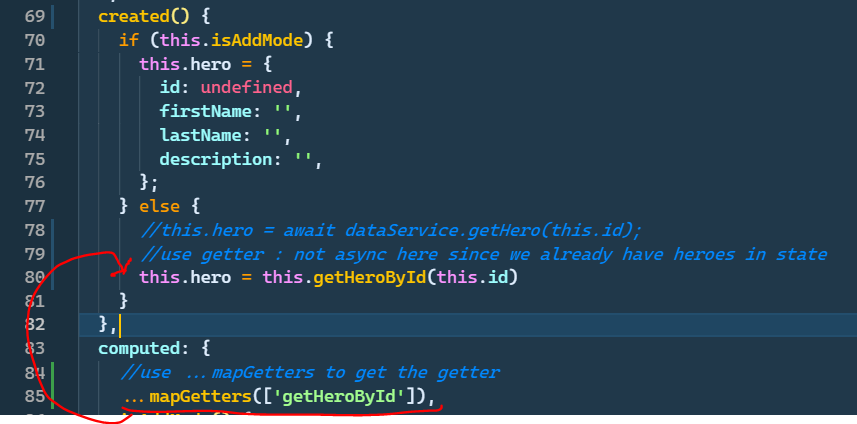 69 created() {
70 if (this.isAddMode) {
71 this.hero = {
72 id: undefined,
73 firstName: '',
74 lastName: '',
75 description: '',
76 };
77 } else {
78 //this.hero = await dataService.getHero(this.id);
79 //use getter : not async here since we already have heroes in state
80 this.hero = this.getHeroById(this.id)
81 }
82 },
83 computed: {
84 //use ...mapGetters to get the getter
85 ...mapGetters(['getHeroById']),